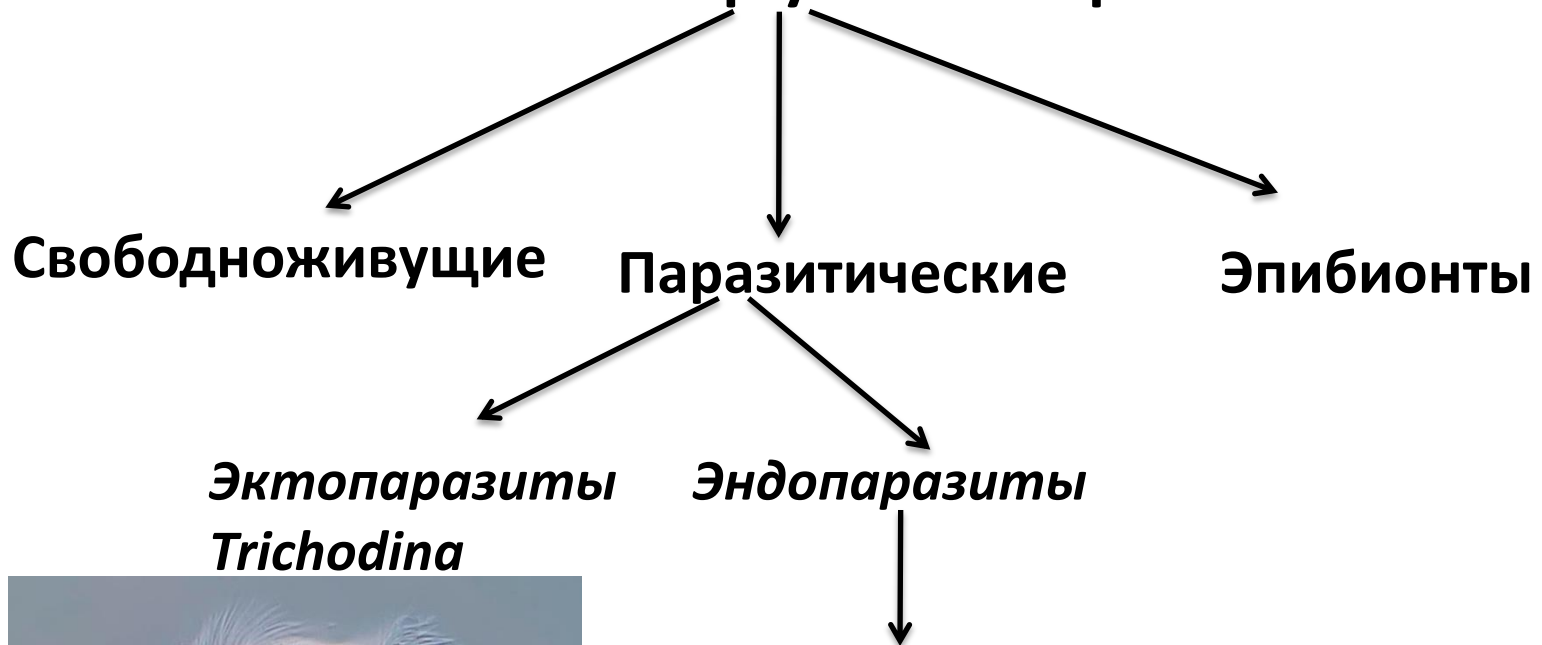 Свободноживущие
Паразитические
Эпибионты
Эктопаразиты
Эндопаразиты
Trichodina